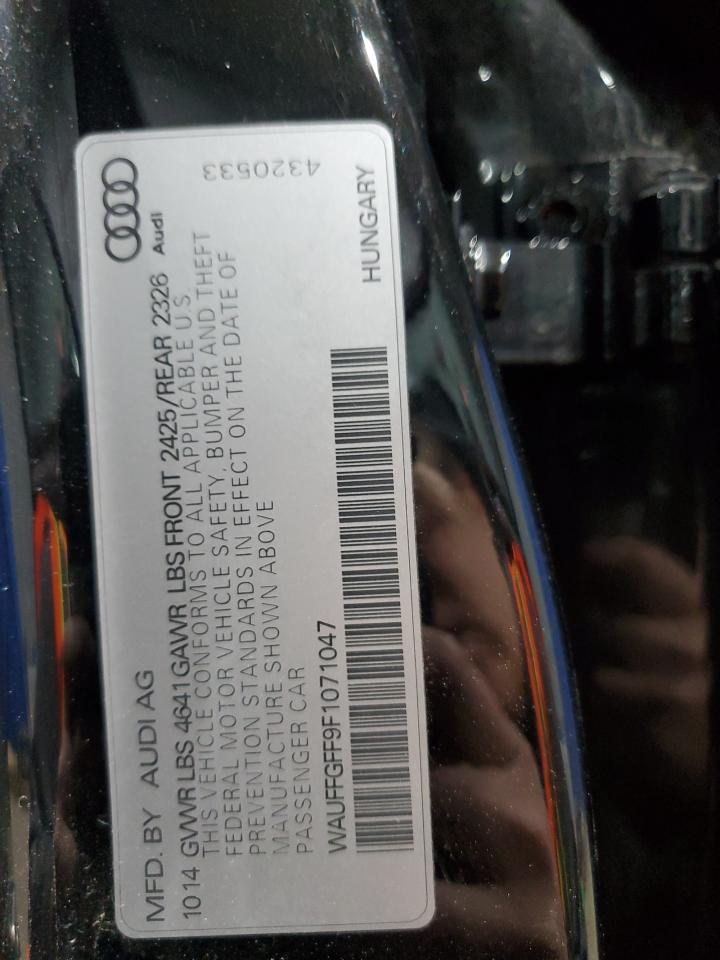 MFD. BY AUDI AG
1014 GVWR LBS 4641 GAWR LBS FRONT 2425/REAR 2326
Audi
THIS VEHICLE CONFORMS TO ALL APPLICABLE U.S.
FEDERAL MOTOR VEHICLE SAFETY, BUMPER AND THEFT
PREVENTION STANDARDS IN EFFECT ON THE DATE OF
MANUFACTURE SHOWN ABOVE
PASSENGER CAR
4320533
WAUFFGFF9F1071047
HUNGARY